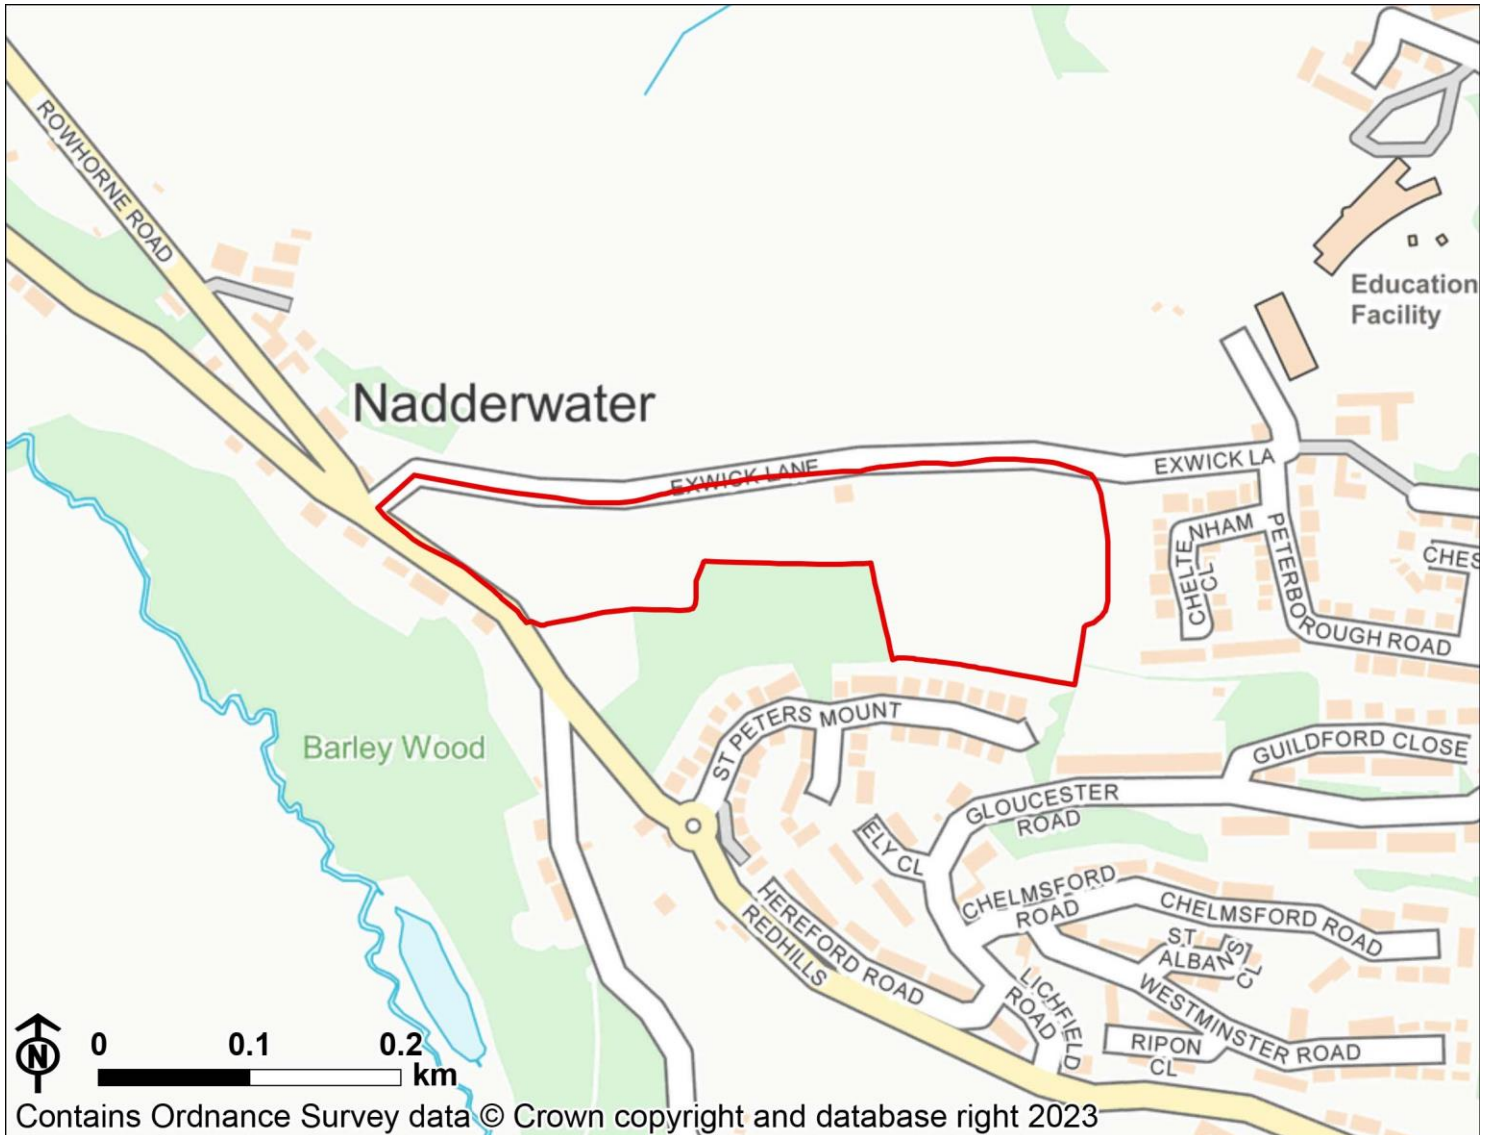 ROWHORNE ROAD
Education
Facility
Nadderwater
EXWICK LANE
EXWICK LA
CHELTE
NHAM
CL
PETERBOROUGH ROAD
CHES
Barley Wood
ST PETERS MOUNT
GUILDFORD CLOSE
GLOUCESTER
ROAD
ELY CL
CHELMSFORD
ROAD
CHELMSFORD ROAD
HEREFORD ROAD
REDHILLS
ST
ALBANS
CL
LICHFIELD
ROAD
WESTMINSTER ROAD
RIPON
CL
N
0 0.1 0.2
km
Contains Ordnance Survey data © Crown copyright and database right 2023